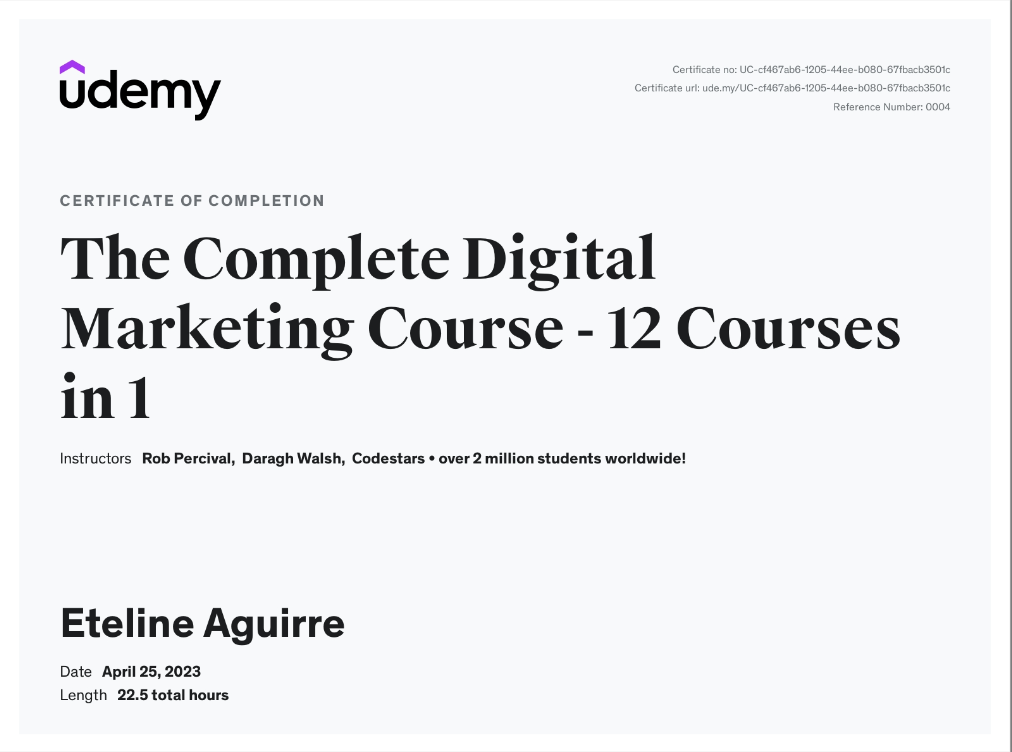 udemy
Certificate no: UC-cf467ab6-1205-44ee-b080-67fbacb3501c
Certificate url: ude.my/UC-cf467ab6-1205-44ee-b080-67fbacb3501c
Reference Number: 0004
CERTIFICATE OF COMPLETION
The Complete Digital
Marketing Course - 12 Courses
in 1
Instructors Rob Percival, Daragh Walsh, Codestars • over 2 million students worldwide!
Eteline Aguirre
Date April 25, 2023
Length 22.5 total hours